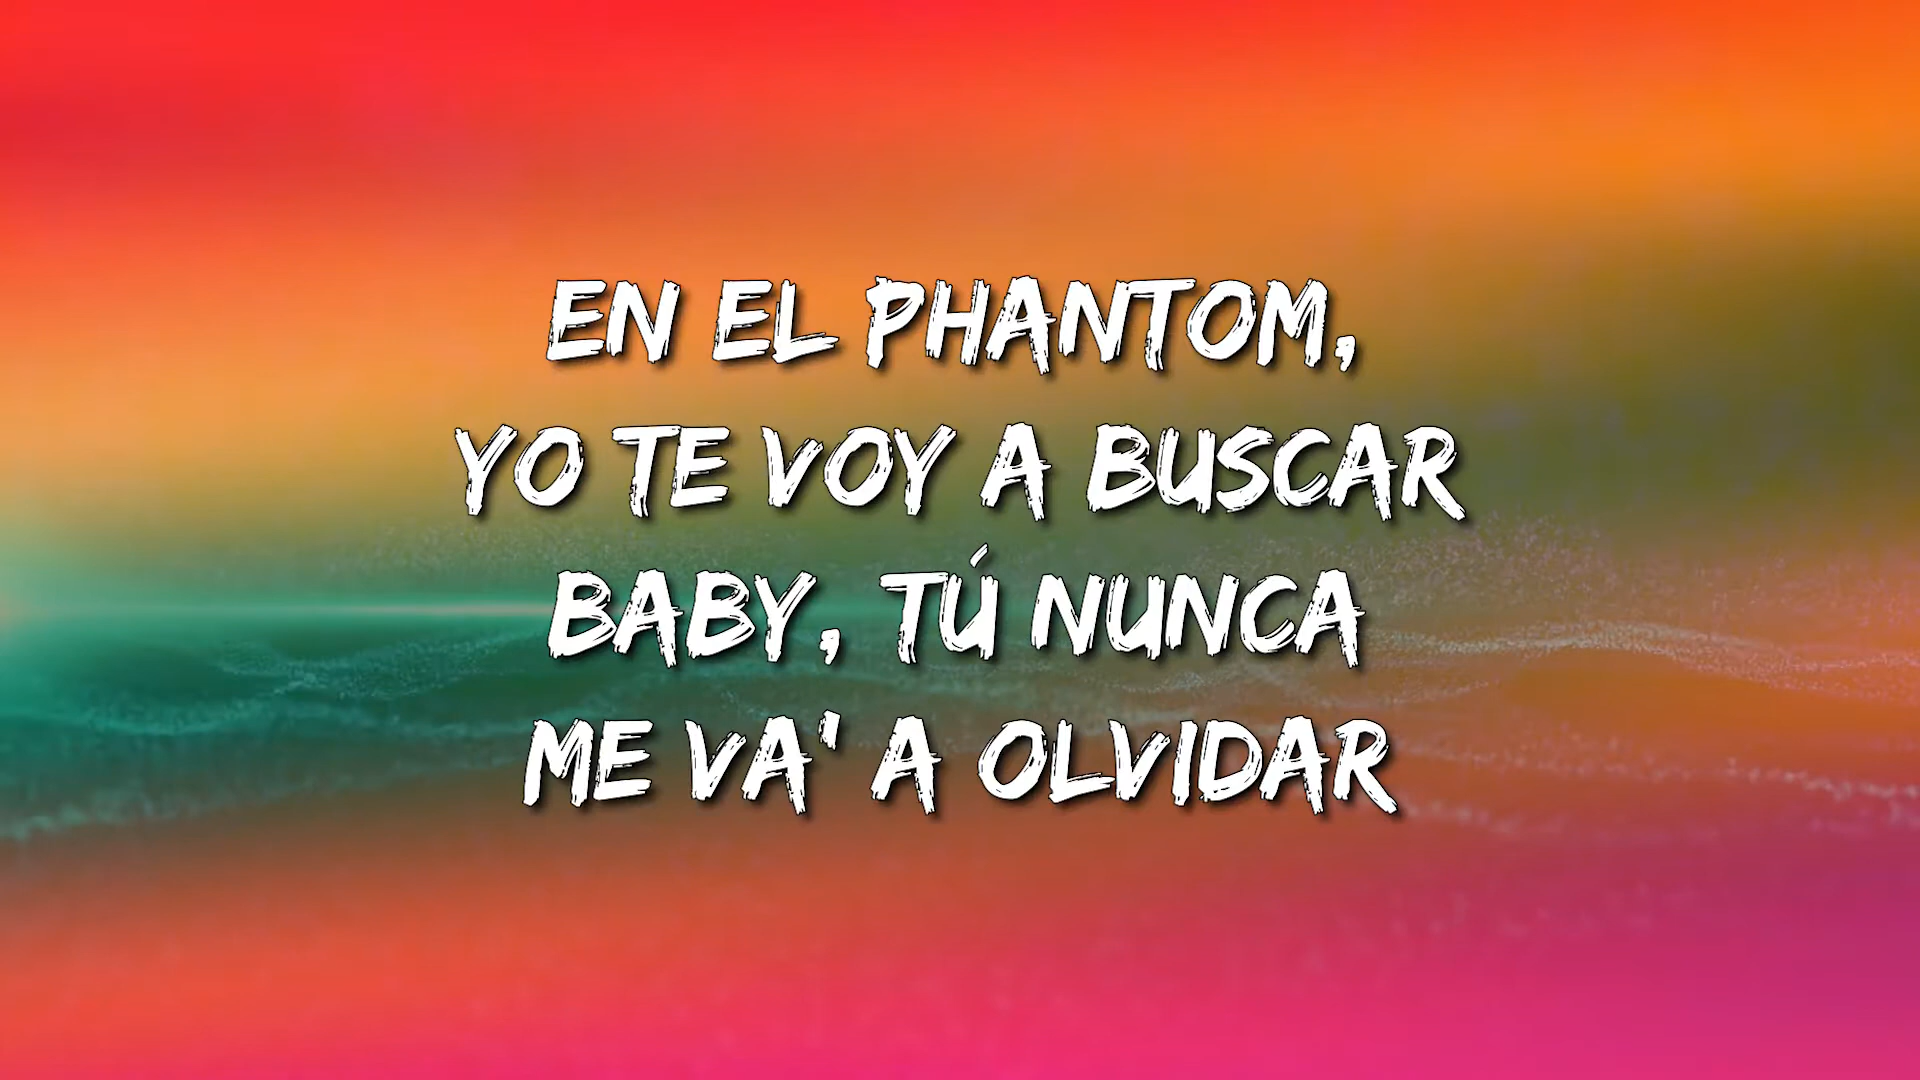 EN EL PHANTOM,
YO TE VOY A BUSCAR
BABY, TÚ NUNCA
ME VA' A OLVIDAR